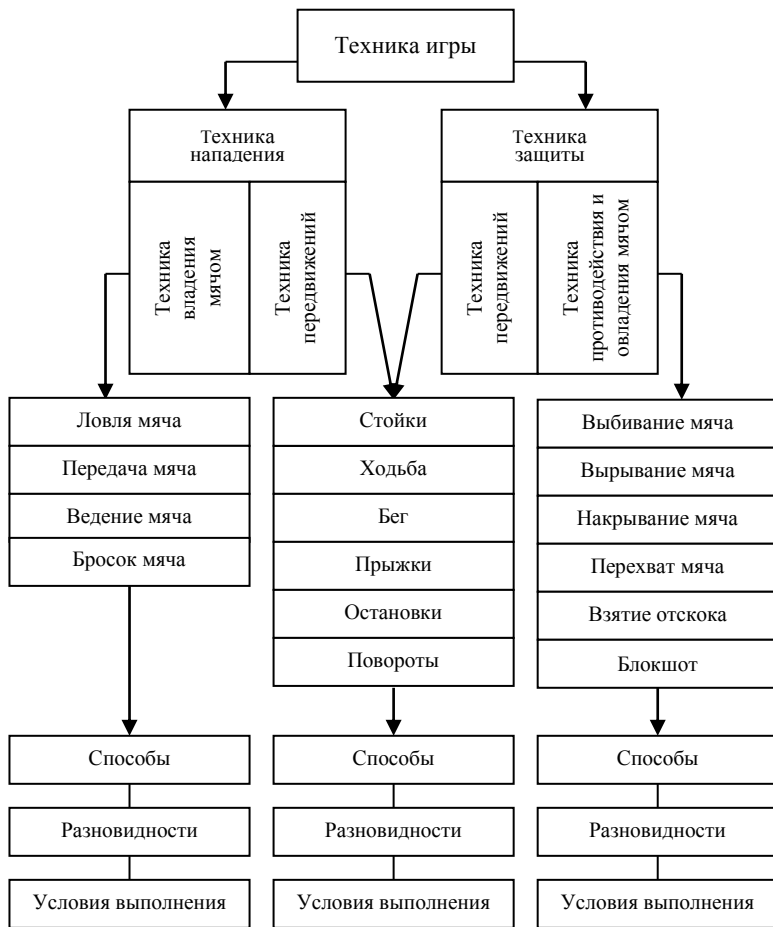 Техника игры
Техника
нападения
Техника
защиты
Техника
владения
мячом
Техника
передвижений
Техника
передвижений
Техника
противодействия и
овладения мячом
Ловля мяча
Передача мяча
Ведение мяча
Бросок мяча
Стойки
Ходьба
Бег
Прыжки
Остановки
Повороты
Выбивание мяча
Вырывание мяча
Накрывание мяча
Перехват мяча
Взятие отскока
Блокшот
Способы
Способы
Способы
Разновидности
Разновидности
Разновидности
Условия выполнения
Условия выполнения
Условия выполнения